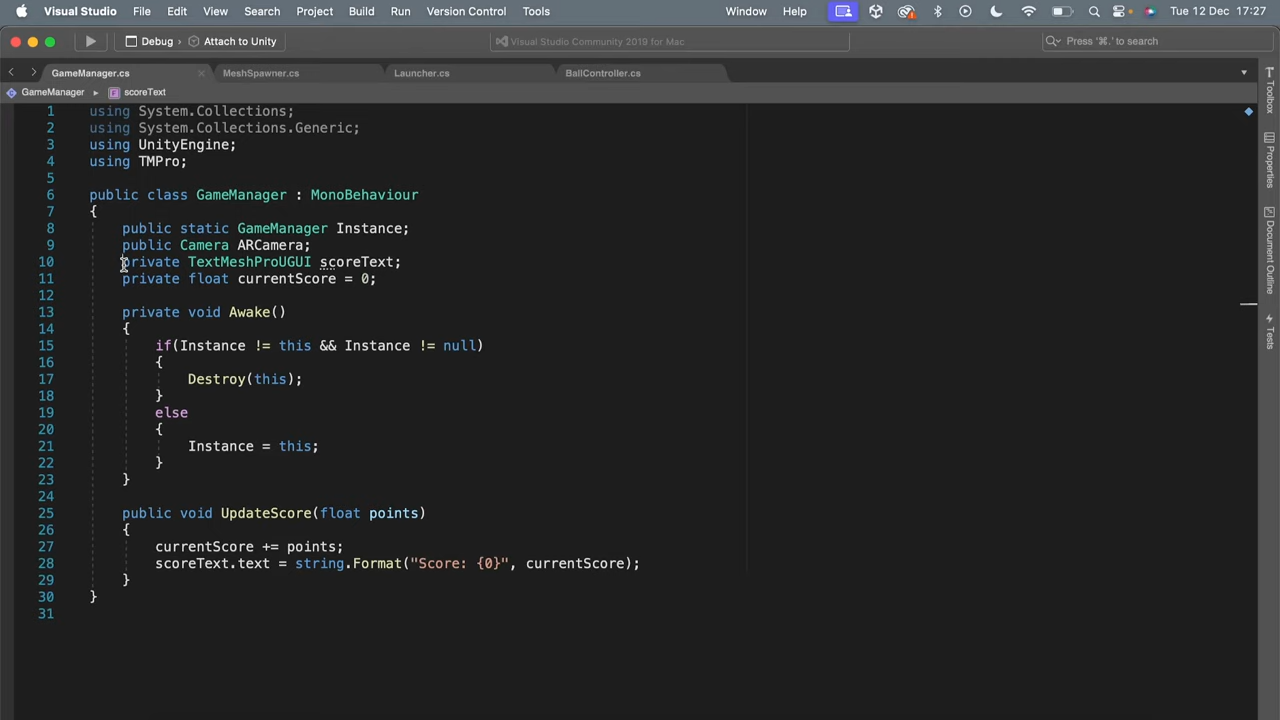 Visual Studio File Edit View Search Project Build Run Version Control Tools Window Help Tue 12 Dec 17:27
Debug > Attach to Unity Visual Studio Community 2019 for Mac Press '⌘.' to search
GameManager.cs MeshSpawner.cs Launcher.cs BallController.cs
GameManager scoreText
1 using System.Collections;
2 using System.Collections.Generic;
3 using UnityEngine;
4 using TMPro;
5
6 public class GameManager : MonoBehaviour
7 {
8 public static GameManager Instance;
9 public Camera ARCamera;
10 private TextMeshProUGUI scoreText;
11 private float currentScore = 0;
12
13 private void Awake()
14 {
15 if(Instance != this && Instance != null)
16 {
17 Destroy(this);
18 }
19 else
20 {
21 Instance = this;
22 }
23 }
24
25 public void UpdateScore(float points)
26 {
27 currentScore += points;
28 scoreText.text = string.Format("Score: {0}", currentScore);
29 }
30 }
31
Toolbox
Properties
Document Outline
Tests